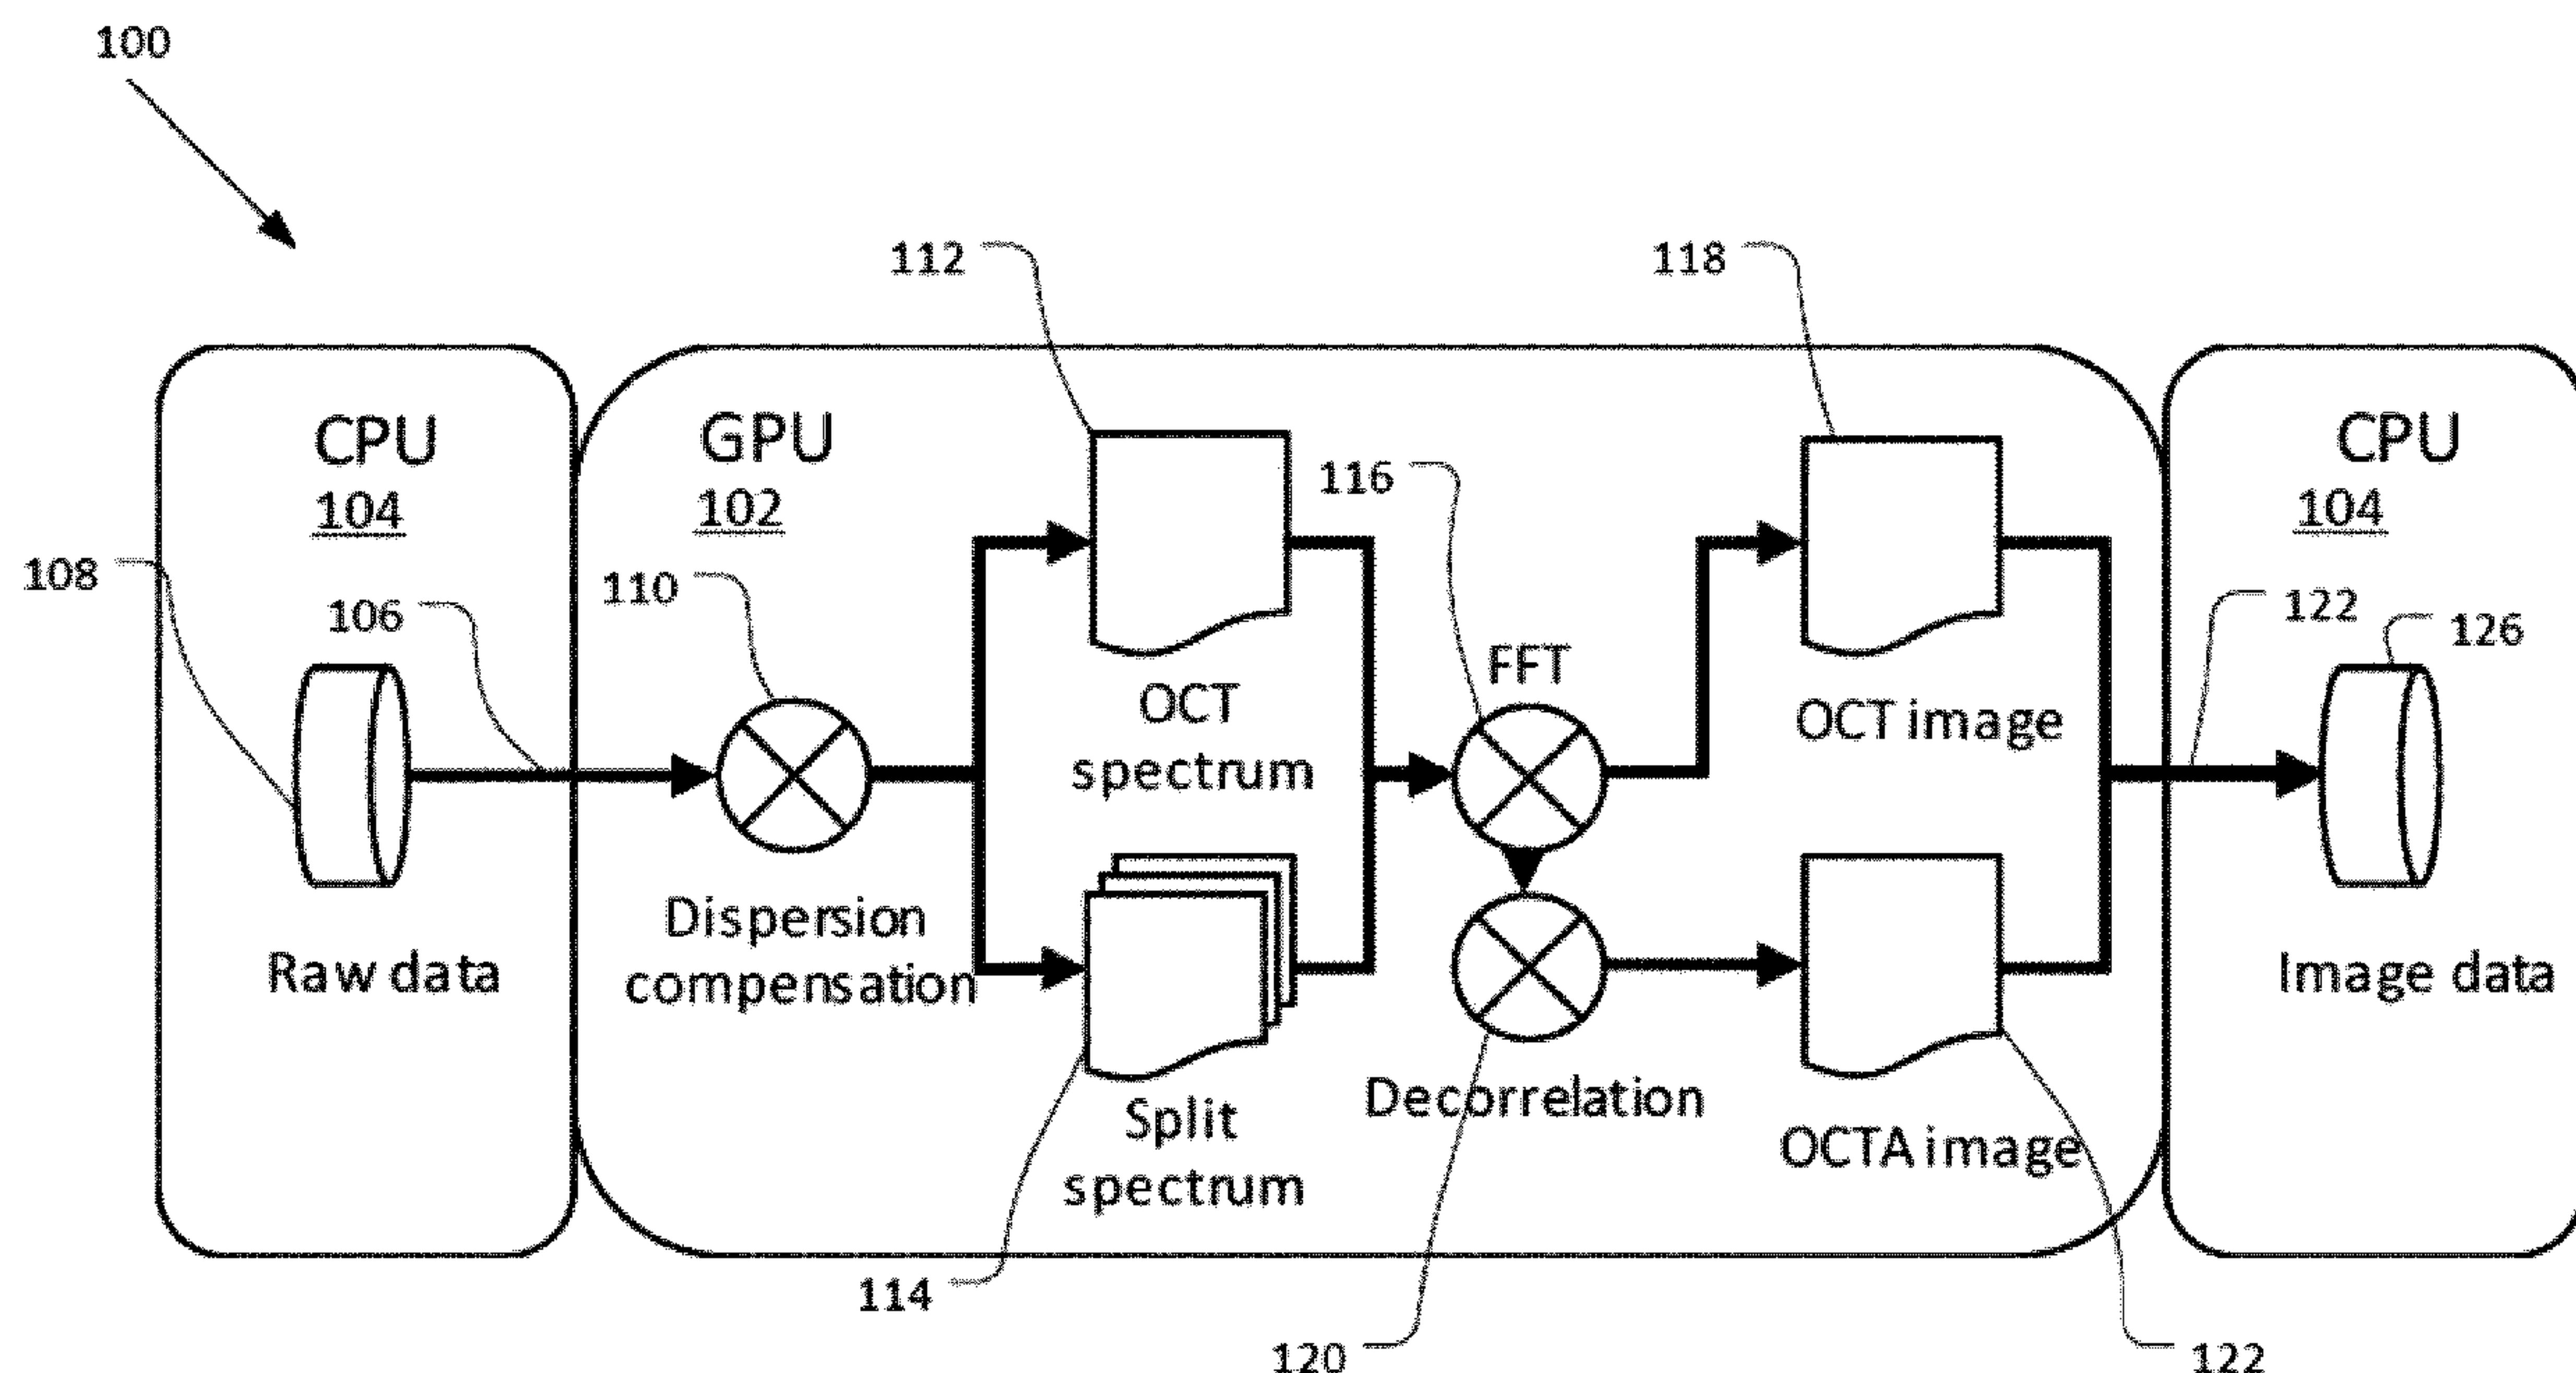 100
112
118
CPU
104
GPU
102
CPU
104
116
108
106
110
122
126
FFT
OCT
spectrum
OCT image
Dispersion
compensation
Raw data
Image data
Decorrelation
Split
spectrum
OCTA image
114
120
122